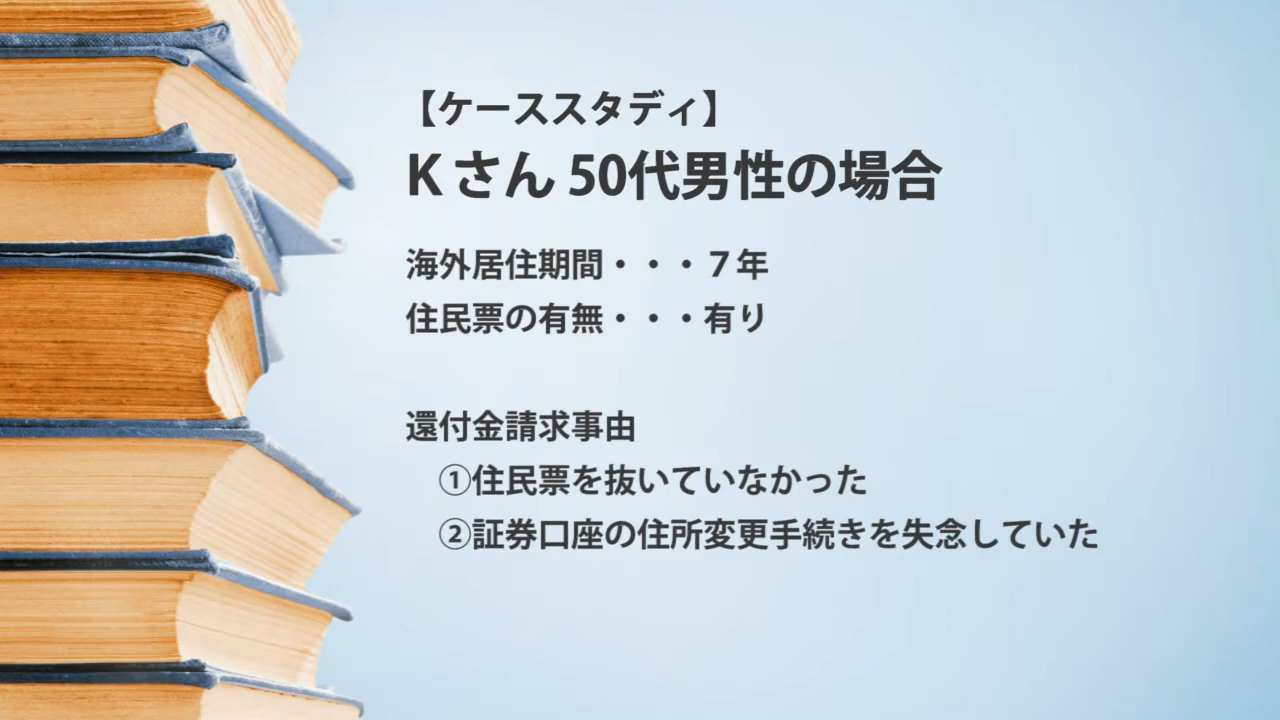 【ケーススタディ】
K さん 50代男性の場合
海外居住期間・・・７年
住民票の有無・・・有り
還付金請求事由
①住民票を抜いていなかった
②証券口座の住所変更手続きを失念していた